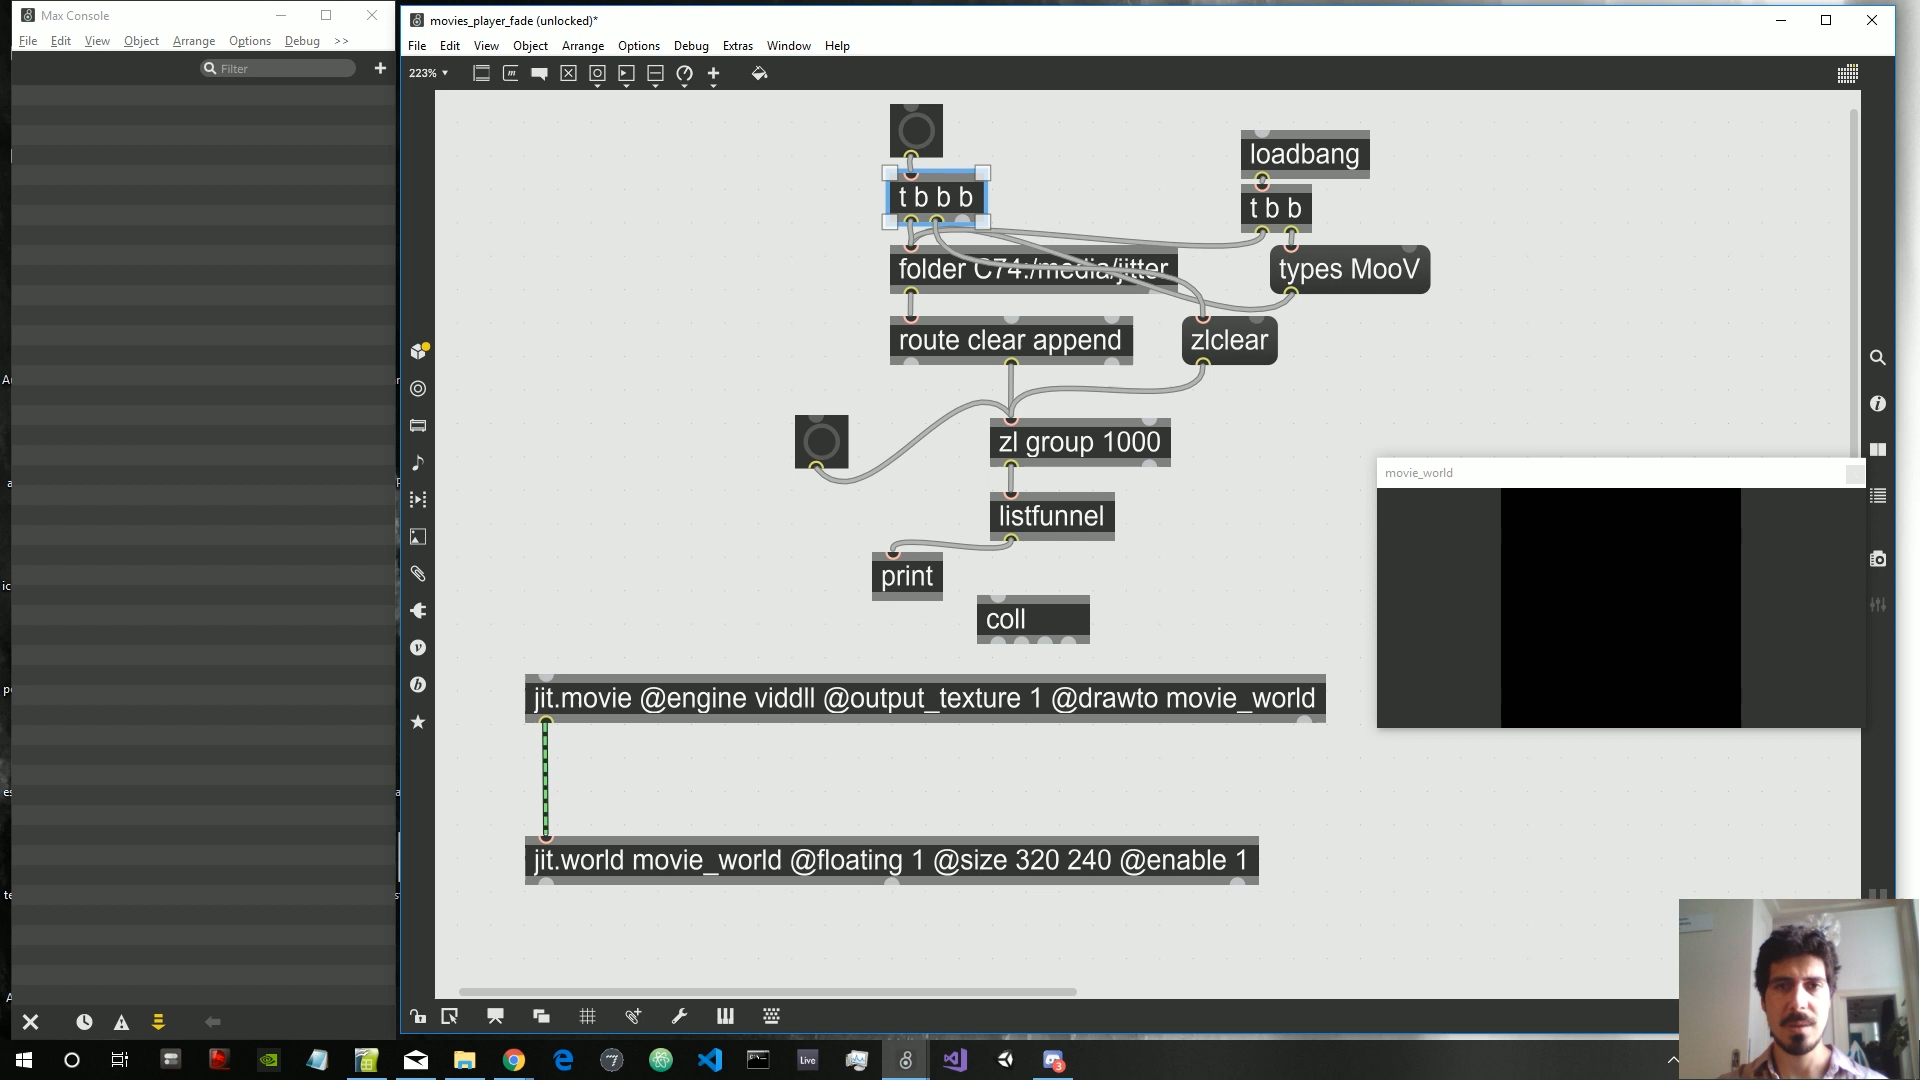 Max Console
File Edit View Object Arrange Options Debug >>
Filter
movies_player_fade (unlocked)*
File Edit View Object Arrange Options Debug Extras Window Help
223%
loadbang
t b b b
t b b
folder C74:/media/jitter
types MooV
route clear append
zlclear
zl group 1000
movie_world
listfunnel
print
coll
jit.movie @engine viddll @output_texture 1 @drawto movie_world
jit.world movie_world @floating 1 @size 320 240 @enable 1
Live
3